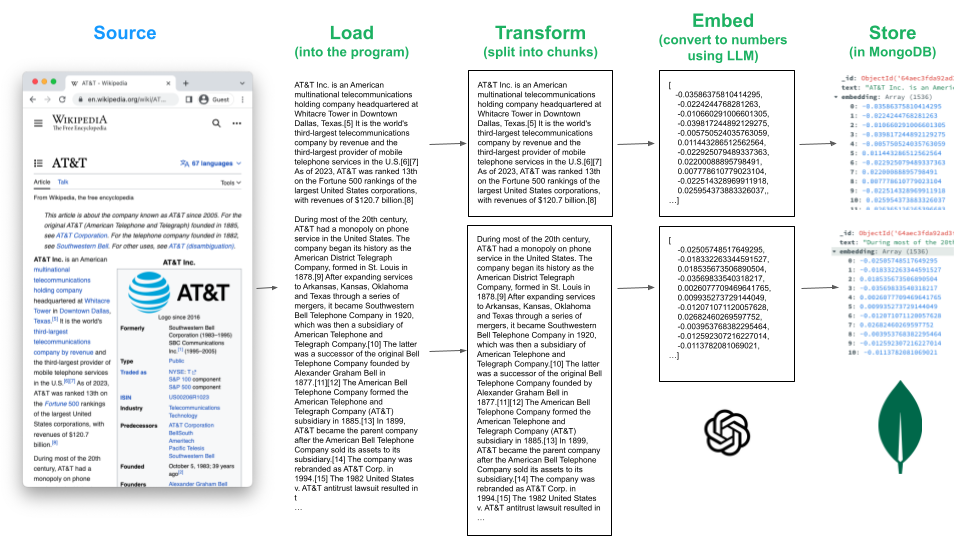 Source
Load
(into the program)
Transform
(split into chunks)
Embed
(convert to numbers
using LLM)
Store
(in MongoDB)
AT&T - Wikipedia
en.wikipedia.org/wiki/AT...
Guest
WIKIPEDIA
The Free Encyclopedia
AT&T
67 languages
Article Talk
Tools
From Wikipedia, the free encyclopedia
This article is about the company known as AT&T since 2005. For the
original AT&T (American Telephone and Telegraph) founded in 1885,
see AT&T Corporation. For the telephone company founded in 1982,
see Southwestern Bell. For other uses, see AT&T (disambiguation).
AT&T Inc. is an American
multinational
telecommunications
holding company
headquartered at Whitacre
Tower in Downtown Dallas,
Texas.[5] It is the world's
third-largest
telecommunications
company by revenue and
the third-largest provider
of mobile telephone services
in the U.S.[6][7] As of 2023,
AT&T was ranked 13th
on the Fortune 500 rankings
of the largest United
States corporations,
with revenues of $120.7
billion.[8]
During most of the 20th
century, AT&T had a
monopoly on phone
AT&T Inc.
AT&T
Logo since 2016
Formerly Southwestern Bell
Corporation (1983–1995)
SBC Communications
Inc.[1] (1995–2005)
Type Public
Traded as NYSE: T
S&P 100 component
S&P 500 component
ISIN US00206R1023
Industry Telecommunications
Technology
Predecessors AT&T Corporation
BellSouth
Ameritech
Pacific Telesis
Southwestern Bell
Founded October 5, 1983; 39 years
ago[2]
Founders Alexander Graham Bell
AT&T Inc. is an American
multinational telecommunications
holding company headquartered at
Whitacre Tower in Downtown
Dallas, Texas.[5] It is the world's
third-largest telecommunications
company by revenue and the
third-largest provider of mobile
telephone services in the U.S.[6][7]
As of 2023, AT&T was ranked 13th
on the Fortune 500 rankings of the
largest United States corporations,
with revenues of $120.7 billion.[8]
During most of the 20th century,
AT&T had a monopoly on phone
service in the United States. The
company began its history as the
American District Telegraph
Company, formed in St. Louis in
1878.[9] After expanding services
to Arkansas, Kansas, Oklahoma
and Texas through a series of
mergers, it became Southwestern
Bell Telephone Company in 1920,
which was then a subsidiary of
American Telephone and
Telegraph Company.[10] The latter
was a successor of the original Bell
Telephone Company founded by
Alexander Graham Bell in
1877.[11][12] The American Bell
Telephone Company formed the
American Telephone and
Telegraph Company (AT&T)
subsidiary in 1885.[13] In 1899,
AT&T became the parent company
after the American Bell Telephone
Company sold its assets to its
subsidiary.[14] The company was
rebranded as AT&T Corp. in
1994.[15] The 1982 United States
v. AT&T antitrust lawsuit resulted in
t
…
AT&T Inc. is an American
multinational telecommunications
holding company headquartered at
Whitacre Tower in Downtown
Dallas, Texas.[5] It is the world's
third-largest telecommunications
company by revenue and the
third-largest provider of mobile
telephone services in the U.S.[6][7]
As of 2023, AT&T was ranked 13th
on the Fortune 500 rankings of the
largest United States corporations,
with revenues of $120.7 billion.[8]
During most of the 20th century,
AT&T had a monopoly on phone
service in the United States. The
company began its history as the
American District Telegraph
Company, formed in St. Louis in
1878.[9] After expanding services
to Arkansas, Kansas, Oklahoma
and Texas through a series of
mergers, it became Southwestern
Bell Telephone Company in 1920,
which was then a subsidiary of
American Telephone and
Telegraph Company.[10] The latter
was a successor of the original Bell
Telephone Company founded by
Alexander Graham Bell in
1877.[11][12] The American Bell
Telephone Company formed the
American Telephone and
Telegraph Company (AT&T)
subsidiary in 1885.[13] In 1899,
AT&T became the parent company
after the American Bell Telephone
Company sold its assets to its
subsidiary.[14] The company was
rebranded as AT&T Corp. in
1994.[15] The 1982 United States
v. AT&T antitrust lawsuit resulted in
…
[
-0.03586375810414295,
-0.0224244768281263,
-0.01066029100660 1305,
-0.039817244892129275,
-0.005750524035763059,
0.011443286512562564,
-0.022925079489337363,
0.02200088895798491,
0.007778610779023104,
-0.022514328969911918,
0.025954373883326037,,
…]
[
-0.02505748517649295,
-0.018332263344591527,
0.018535673506890504,
-0.03569833540318217,
0.0026077709469641765,
0.00993527372914 4049,
-0.012071071120057628,
0.02682460269597752,
-0.003953768382295464,
-0.012592307216227014,
-0.0113782081069021,
…]
_id: ObjectId("64aec3fda92ad
text: "AT&T Inc. is an Ameri
embedding: Array (1536)
0: -0.03586375810414295
1: -0.0224244768281263
2: -0.010660291006601305
3: -0.039817244892129275
4: -0.005750524035763059
5: 0.011443286512562564
6: -0.022925079489337363
7: 0.02200088895798491
8: 0.007778610779023104
9: -0.022514328969911918
10: 0.025954373883326037
_id: ObjectId("64aec3fda92ad3
text: "During most of the 20th
embedding: Array (1536)
0: -0.02505748517649295
1: -0.018332263344591527
2: 0.018535673506890504
3: -0.03569833540318217
4: 0.0026077709469641765
5: 0.009935273729144049
6: -0.012071071120057628
7: 0.02682460269597752
8: -0.003953768382295464
9: -0.012592307216227014
10: -0.0113782081069021